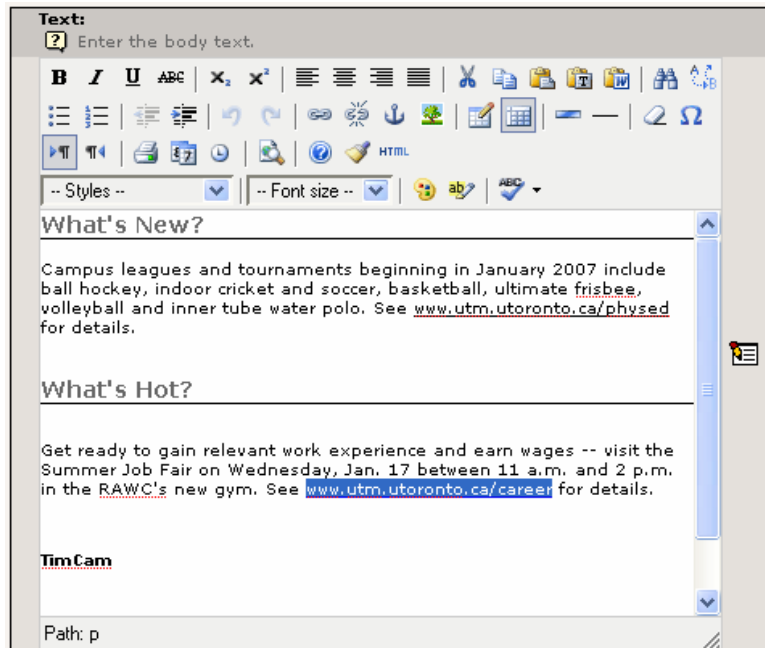 Text:
Enter the body text.
B I U ABC x₂ x²
HTML
-- Styles -- -- Font size -- ABC
What's New?
Campus leagues and tournaments beginning in January 2007 include
ball hockey, indoor cricket and soccer, basketball, ultimate frisbee,
volleyball and inner tube water polo. See www.utm.utoronto.ca/physed
for details.
What's Hot?
Get ready to gain relevant work experience and earn wages -- visit the
Summer Job Fair on Wednesday, Jan. 17 between 11 a.m. and 2 p.m.
in the RAWC's new gym. See www.utm.utoronto.ca/career for details.
TimCam
Path: p